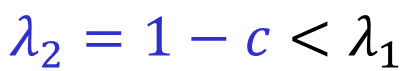 λ₂ = 1 − c < λ₁